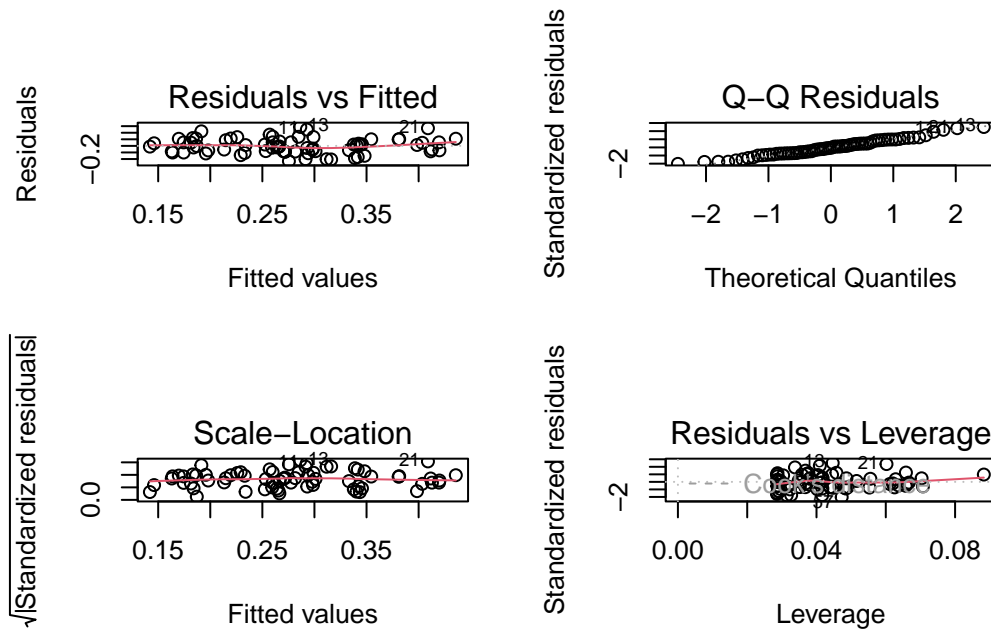 Residuals vs Fitted
Residuals
−0.2
11
13
21
0.15
0.25
0.35
Fitted values
Q−Q Residuals
Standardized residuals
−2
13
−2
−1
0
1
2
Theoretical Quantiles
Scale−Location
√|Standardized residuals|
0.0
11
13
21
0.15
0.25
0.35
Fitted values
Residuals vs Leverage
Standardized residuals
−2
Cook's distance
21
37
0.00
0.04
0.08
Leverage